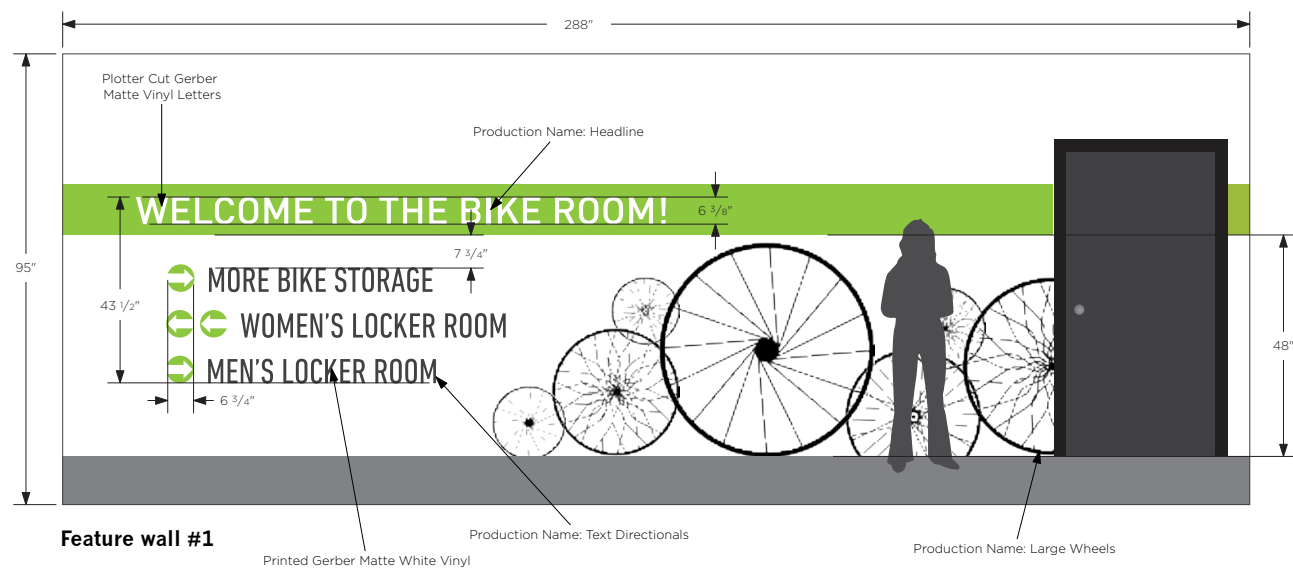 288"
Plotter Cut Gerber
Matte Vinyl Letters
Production Name: Headline
WELCOME TO THE BIKE ROOM!
6 3/8"
7 3/4"
95"
MORE BIKE STORAGE
43 1/2"
WOMEN'S LOCKER ROOM
48"
MEN'S LOCKER ROOM
6 3/4"
Feature wall #1
Production Name: Text Directionals
Printed Gerber Matte White Vinyl
Production Name: Large Wheels